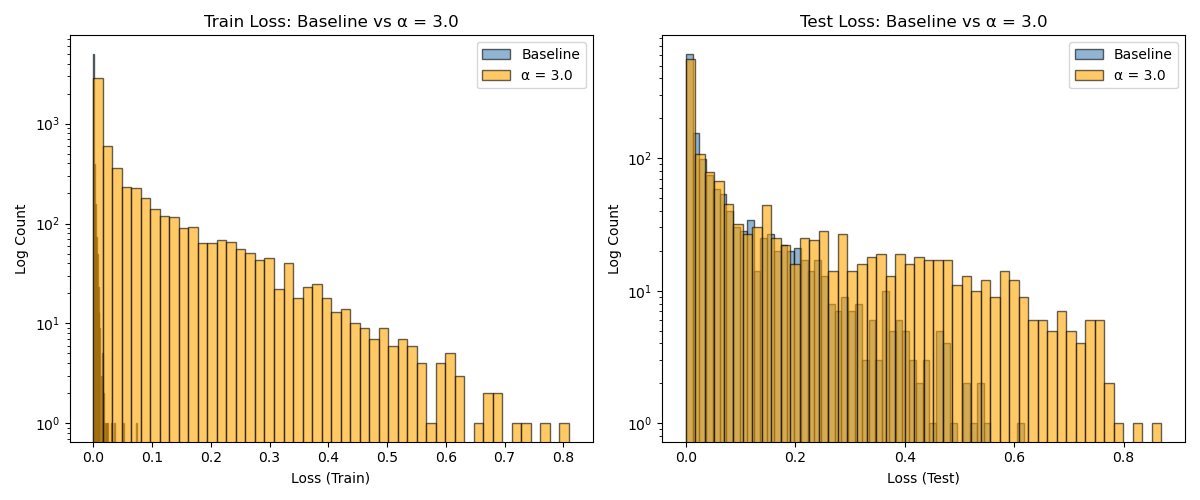 Train Loss: Baseline vs α = 3.0
Baseline
α = 3.0
Log Count
10³
10²
10¹
10⁰
0.0 0.1 0.2 0.3 0.4 0.5 0.6 0.7 0.8
Loss (Train)
Test Loss: Baseline vs α = 3.0
Baseline
α = 3.0
Log Count
10²
10¹
10⁰
0.0 0.2 0.4 0.6 0.8
Loss (Test)